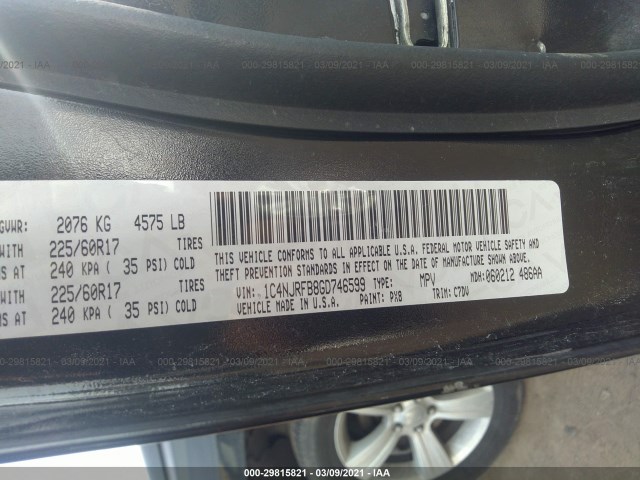 000-29815821 - 03/09/2021 - IAA
GVWR: 2076 KG 4575 LB
WITH 225/60R17 TIRES
MS AT 240 KPA ( 35 PSI) COLD
WITH 225/60R17 TIRES
MS AT 240 KPA ( 35 PSI) COLD
THIS VEHICLE CONFORMS TO ALL APPLICABLE U.S.A. FEDERAL MOTOR VEHICLE SAFETY AND
THEFT PREVENTION STANDARDS IN EFFECT ON THE DATE OF MANUFACTURE SHOWN ABOVE.
VIN: 1C4NJRFB8GD746599 TYPE: MPV MDH: 060212 486AA
VEHICLE MADE IN U.S.A. PAINT: PXB TRIM: C7DV
000-29815821 - 03/09/2021 - IAA